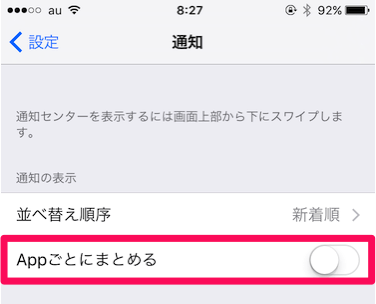 au 8:27 92%
設定 通知
通知センターを表示するには画面上部から下にスワイプしま
す。
通知の表示
並べ替え順序 新着順
Appごとにまとめる